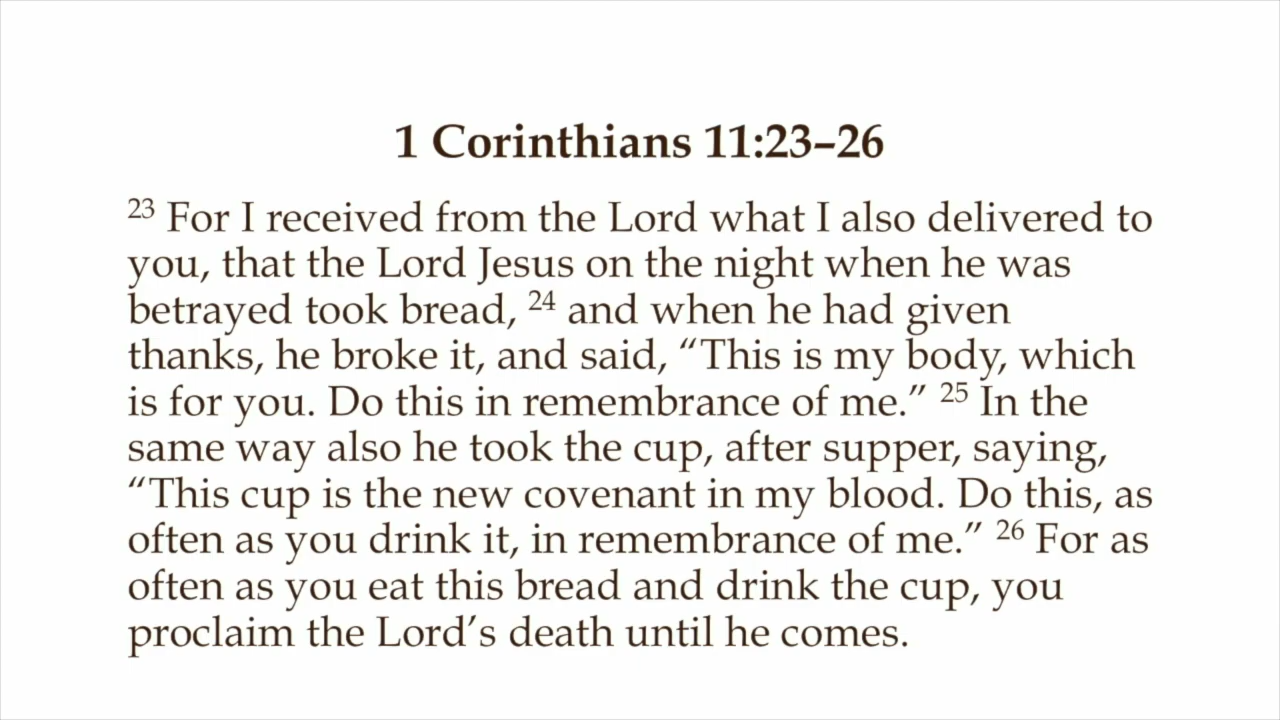 1 Corinthians 11:23–26
²³ For I received from the Lord what I also delivered to
you, that the Lord Jesus on the night when he was
betrayed took bread, ²⁴ and when he had given
thanks, he broke it, and said, “This is my body, which
is for you. Do this in remembrance of me.” ²⁵ In the
same way also he took the cup, after supper, saying,
“This cup is the new covenant in my blood. Do this, as
often as you drink it, in remembrance of me.” ²⁶ For as
often as you eat this bread and drink the cup, you
proclaim the Lord’s death until he comes.